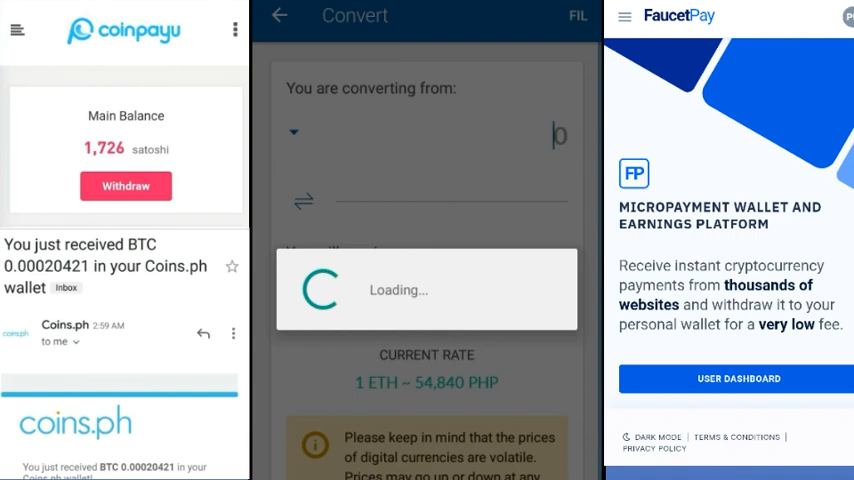 coinpayu
Main Balance
1,726 satoshi
Withdraw
You just received BTC
0.00020421 in your Coins.ph
wallet Inbox
coins.ph
Coins.ph 2:59 AM
to me
coins.ph
You just received BTC 0.00020421 in your
Coins.ph wallet!
Convert FIL
You are converting from:
0
Loading...
CURRENT RATE
1 ETH ~ 54,840 PHP
Please keep in mind that the prices
of digital currencies are volatile.
Prices may go up or down at any
FaucetPay
FP
MICROPAYMENT WALLET AND
EARNINGS PLATFORM
Receive instant cryptocurrency
payments from thousands of
websites and withdraw it to your
personal wallet for a very low fee.
USER DASHBOARD
DARK MODE | TERMS & CONDITIONS |
PRIVACY POLICY